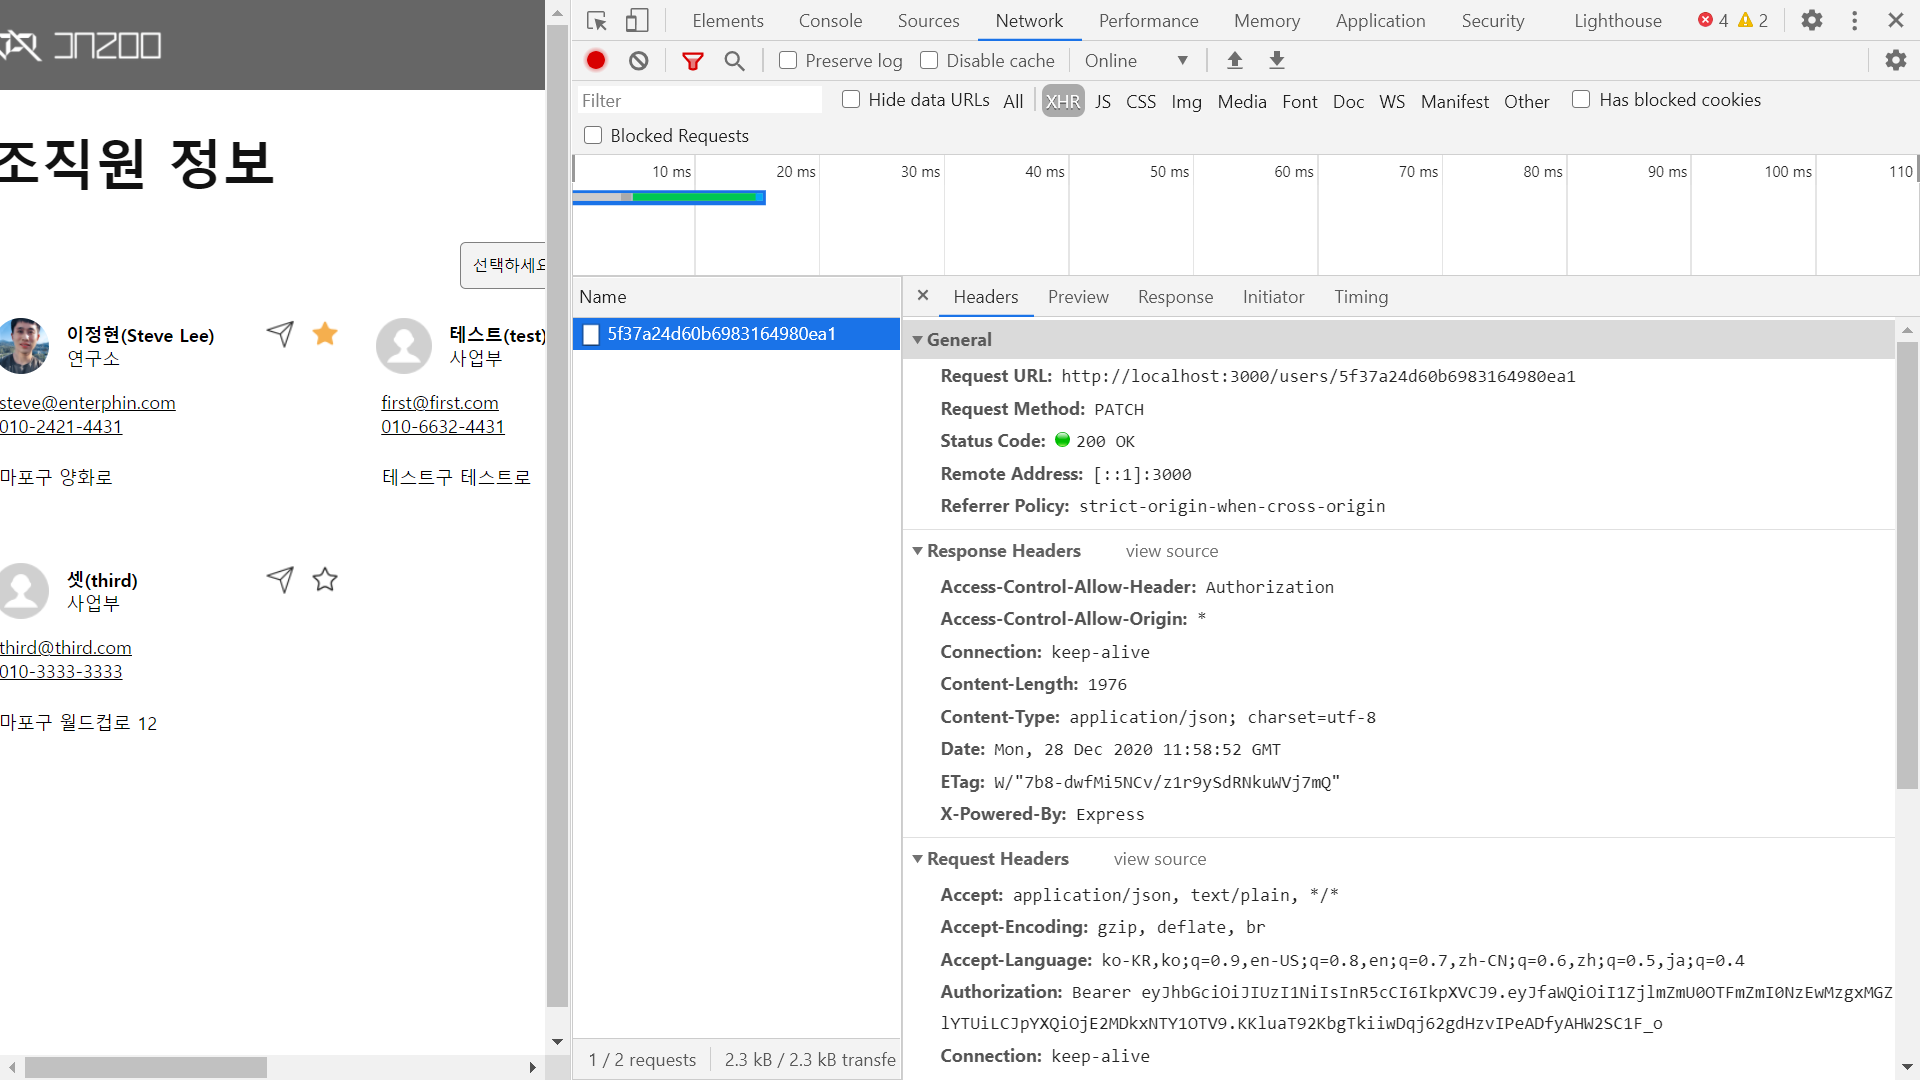 JNZOO
조직원 정보
선택하세요
이정현(Steve Lee)
연구소
steve@enterphin.com
010-2421-4431
마포구 양화로
테스트(test)
사업부
first@first.com
010-6632-4431
테스트구 테스트로
셋(third)
사업부
third@third.com
010-3333-3333
마포구 월드컵로 12
Elements Console Sources Network Performance Memory Application Security Lighthouse 4 2
Preserve log Disable cache Online
Filter Hide data URLs All XHR JS CSS Img Media Font Doc WS Manifest Other Has blocked cookies
Blocked Requests
10 ms 20 ms 30 ms 40 ms 50 ms 60 ms 70 ms 80 ms 90 ms 100 ms 110
Name
5f37a24d60b6983164980ea1
1 / 2 requests 2.3 kB / 2.3 kB transfe
Headers Preview Response Initiator Timing
General
Request URL: http://localhost:3000/users/5f37a24d60b6983164980ea1
Request Method: PATCH
Status Code: 200 OK
Remote Address: [::1]:3000
Referrer Policy: strict-origin-when-cross-origin
Response Headers view source
Access-Control-Allow-Header: Authorization
Access-Control-Allow-Origin: *
Connection: keep-alive
Content-Length: 1976
Content-Type: application/json; charset=utf-8
Date: Mon, 28 Dec 2020 11:58:52 GMT
ETag: W/"7b8-dwfMi5NCv/z1r9ySdRNkuWVj7mQ"
X-Powered-By: Express
Request Headers view source
Accept: application/json, text/plain, */*
Accept-Encoding: gzip, deflate, br
Accept-Language: ko-KR,ko;q=0.9,en-US;q=0.8,en;q=0.7,zh-CN;q=0.6,zh;q=0.5,ja;q=0.4
Authorization: Bearer eyJhbGciOiJIUzI1NiIsInR5cCI6IkpXVCJ9.eyJfaWQiOiI1ZjlmZmU0OTFmZmI0NzEwMzgxMGZ
lYTUiLCJpYXQiOjE2MDkxNTY1OTV9.KKluaT92KbgTkiiwDqj62gdHzvIPeADfyAHW2SC1F_o
Connection: keep-alive